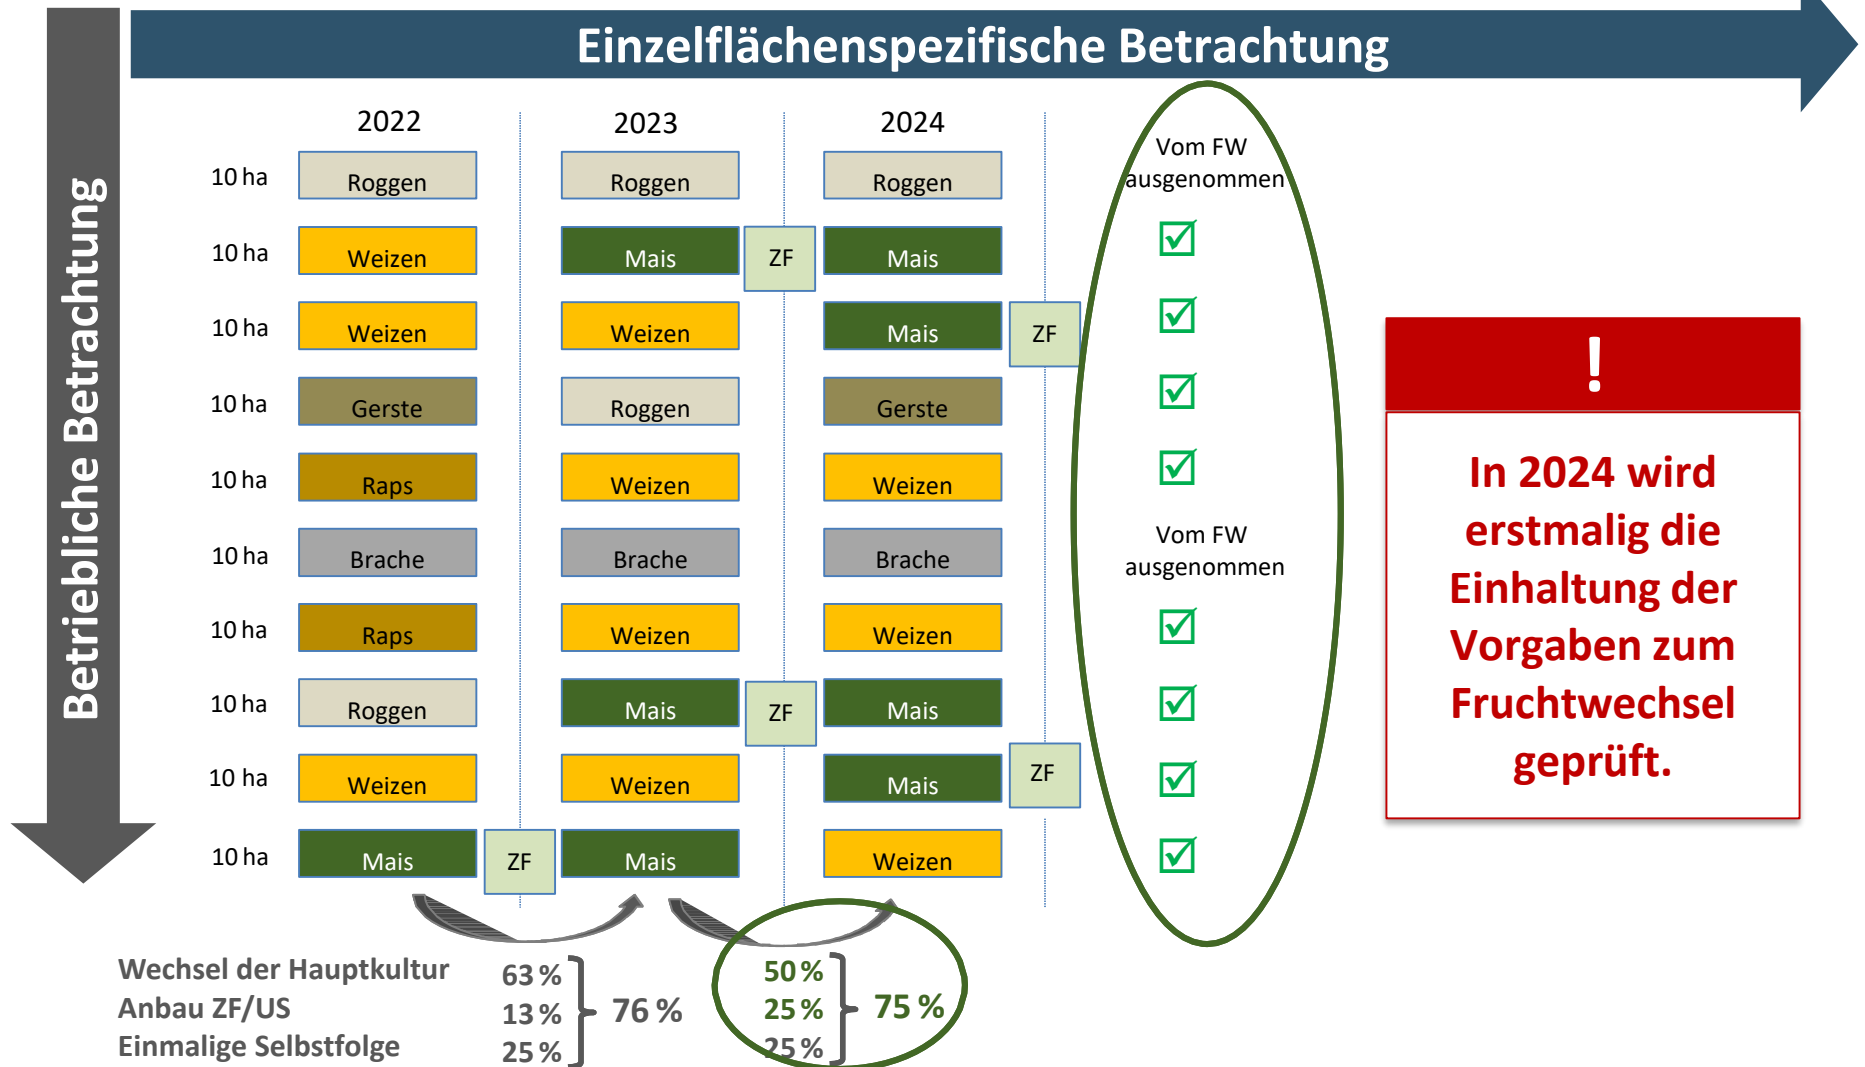 Einzelflächenspezifische Betrachtung
Betriebliche Betrachtung
2022 2023 2024
Vom FW
ausgenommen
10 ha Roggen Roggen Roggen
10 ha Weizen Mais ZF Mais
10 ha Weizen Weizen Mais ZF
10 ha Gerste Roggen Gerste
10 ha Raps Weizen Weizen
Vom FW
ausgenommen
10 ha Brache Brache Brache
10 ha Raps Weizen Weizen
10 ha Roggen Mais ZF Mais
10 ha Weizen Weizen Mais ZF
10 ha Mais ZF Mais Weizen
Wechsel der Hauptkultur 63 % 50 %
Anbau ZF/US 13 % 76 % 25 % 75 %
Einmalige Selbstfolge 25 % 25 %
!
In 2024 wird
erstmalig die
Einhaltung der
Vorgaben zum
Fruchtwechsel
geprüft.